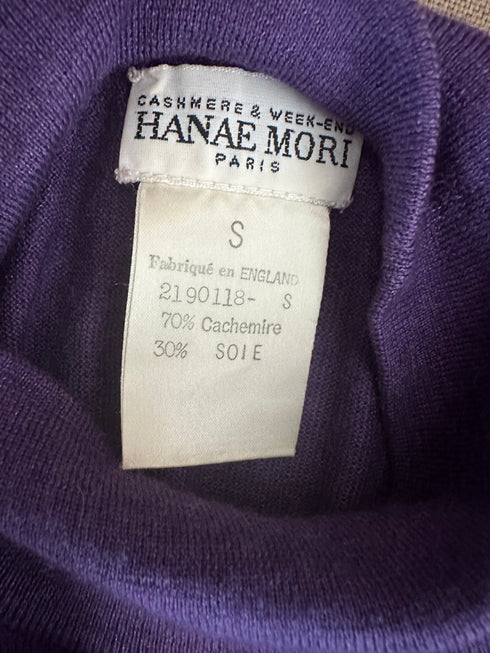 CASHMERE & WEEK-END
HANAE MORI
PARIS
S
Fabriqué en ENGLAND
2190118- S
70% Cachemire
30% SOIE